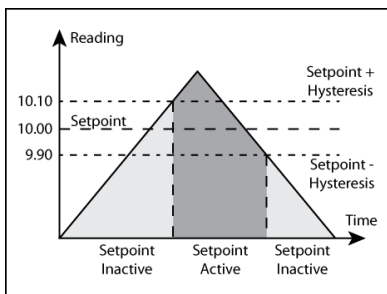 Reading
Setpoint +
Hysteresis
10.10
Setpoint
10.00
9.90
Setpoint -
Hysteresis
Time
Setpoint Setpoint Setpoint
Inactive Active Inactive